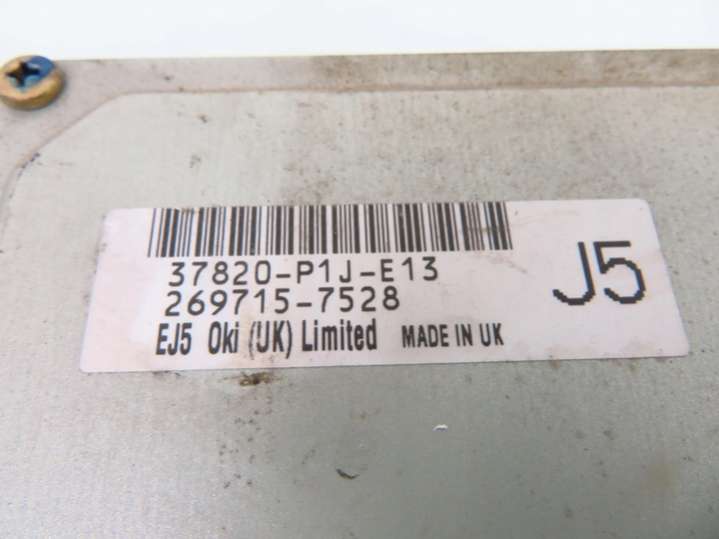 37820-P1J-E13
269715-7528
EJ5 Oki (UK) Limited MADE IN UK
J5